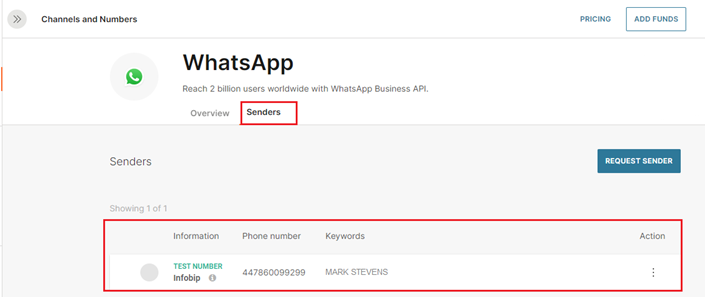 Channels and Numbers PRICING ADD FUNDS
WhatsApp
Reach 2 billion users worldwide with WhatsApp Business API.
Overview Senders
Senders REQUEST SENDER
Showing 1 of 1
Information Phone number Keywords Action
TEST NUMBER
Infobip 447860099299 MARK STEVENS